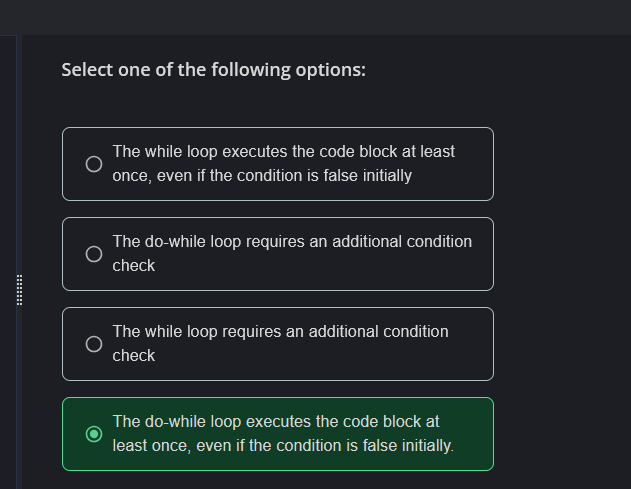 Select one of the following options:
The while loop executes the code block at least
once, even if the condition is false initially
The do-while loop requires an additional condition
check
The while loop requires an additional condition
check
The do-while loop executes the code block at
least once, even if the condition is false initially.